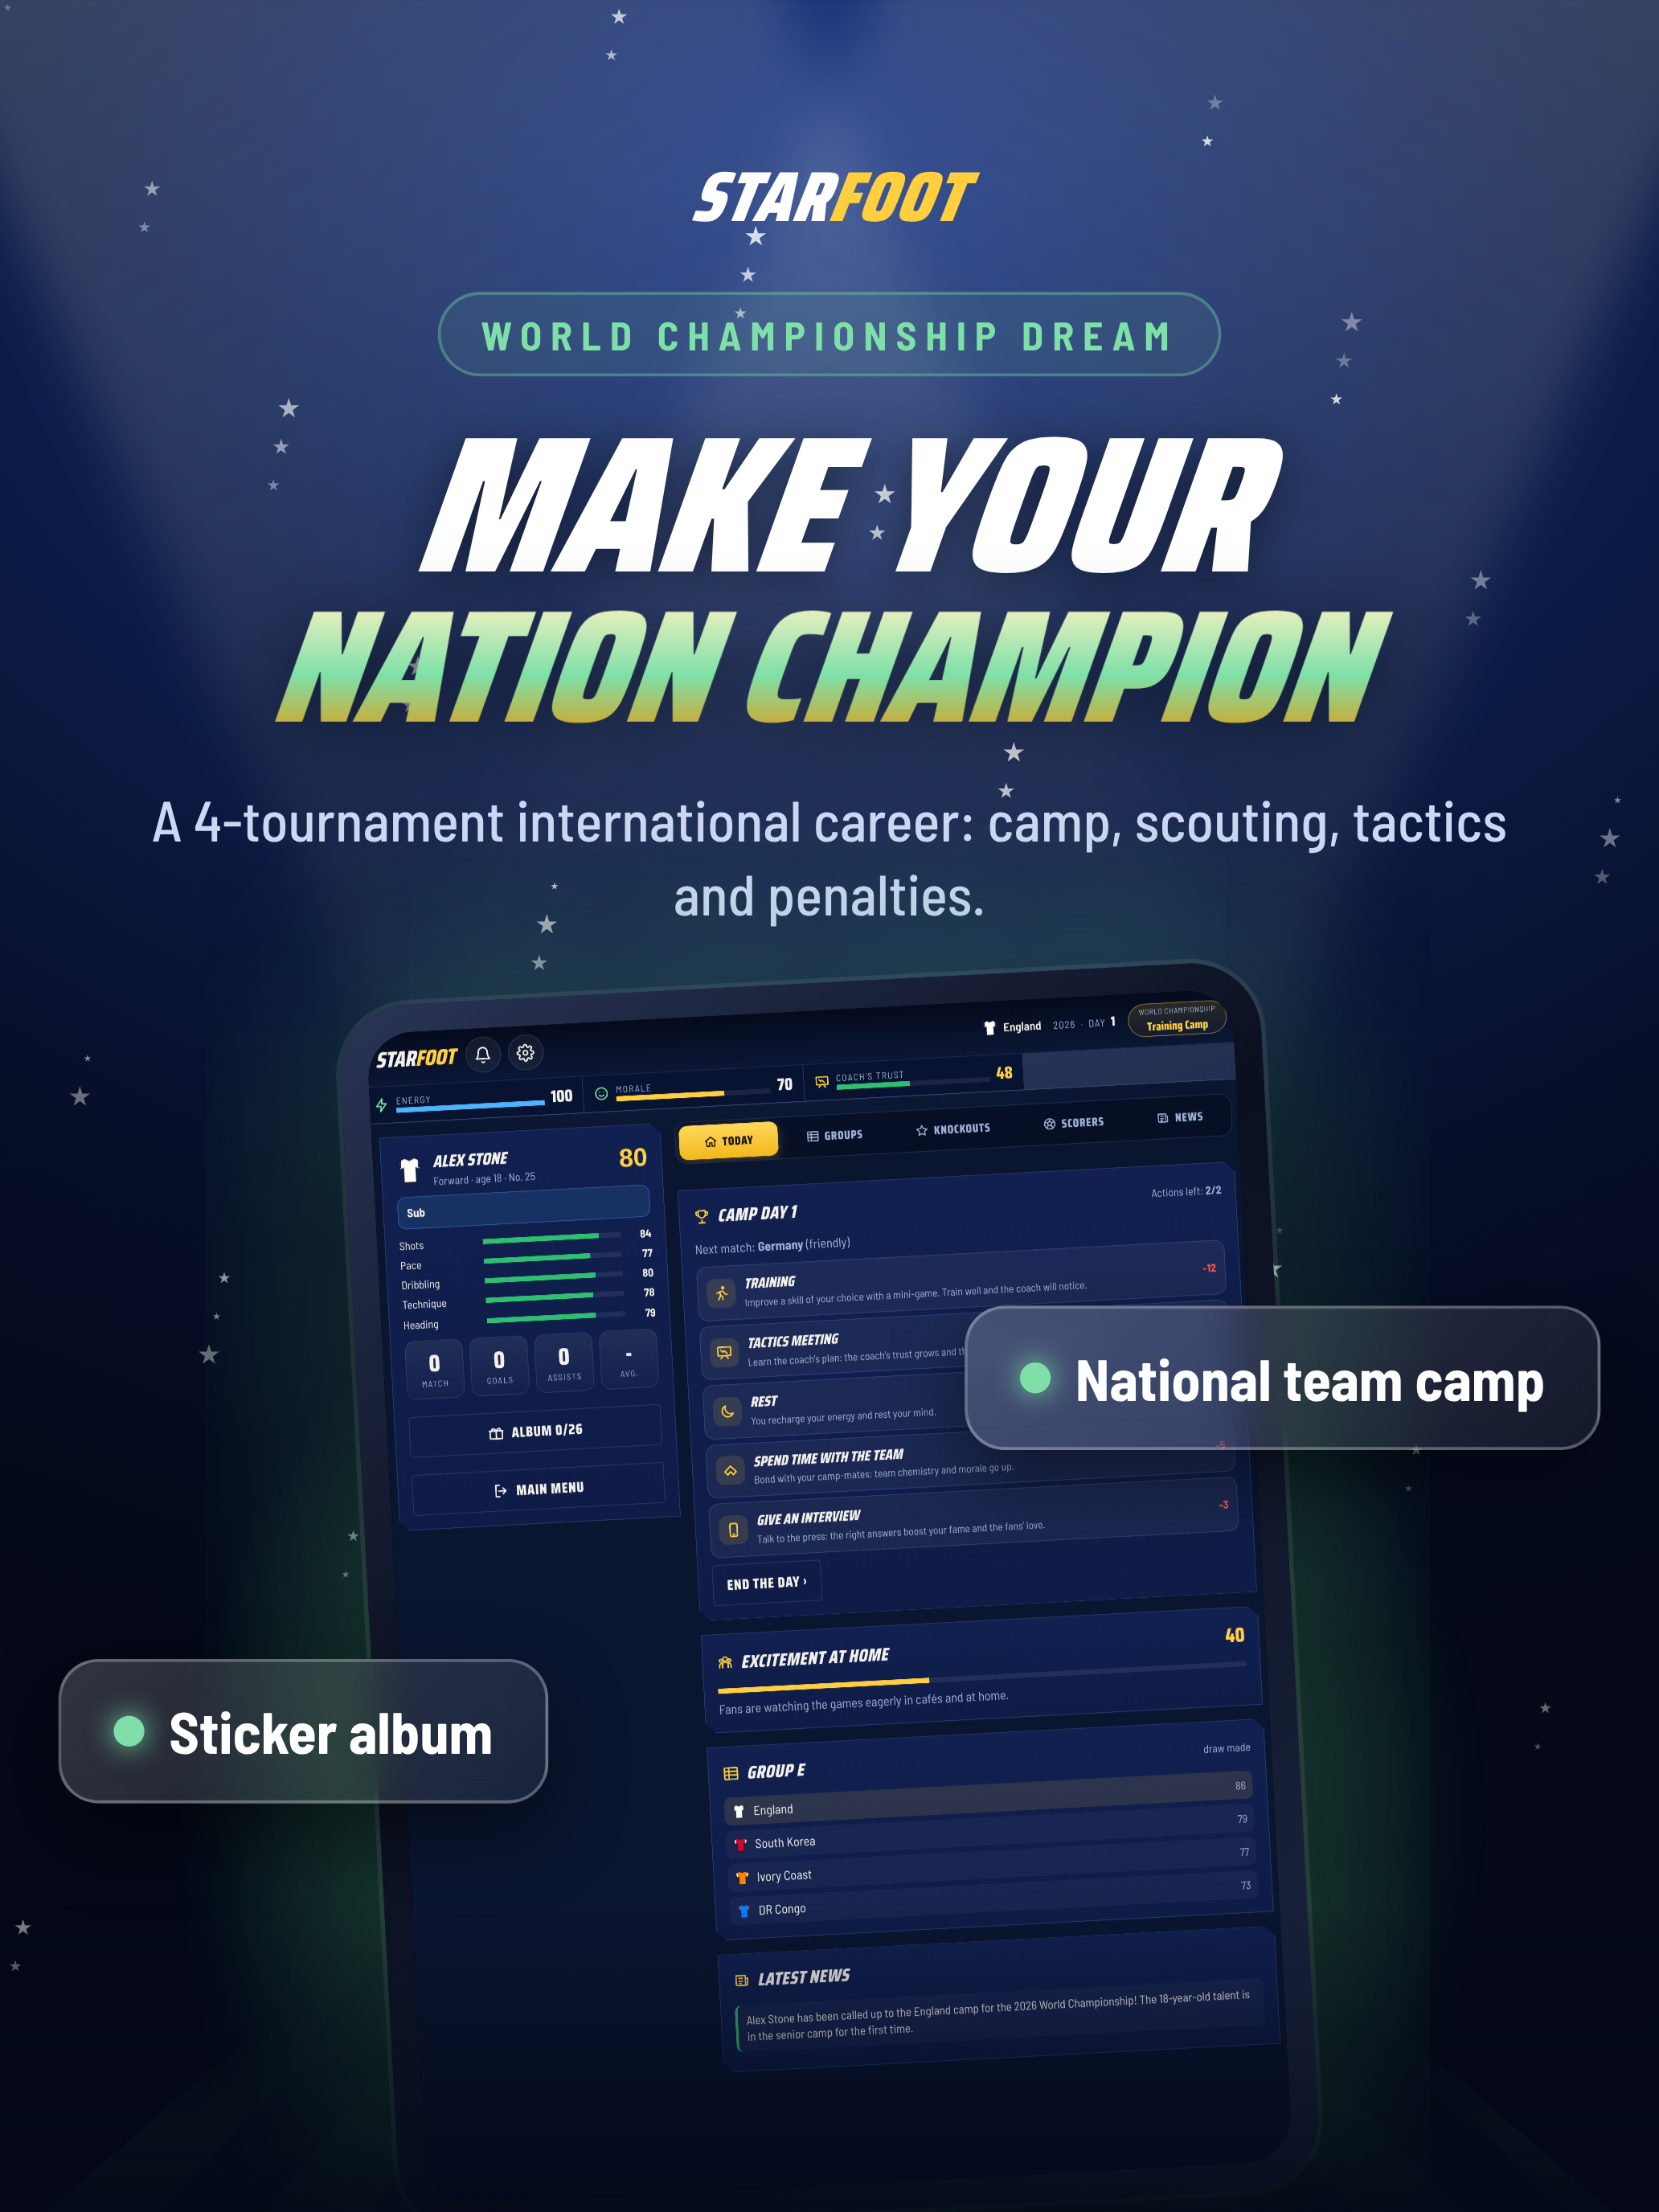 STARFOOT
WORLD CHAMPIONSHIP DREAM
MAKE YOUR
NATION CHAMPION
A 4-tournament international career: camp, scouting, tactics
and penalties.
STARFOOT
England
2026 · DAY 1
WORLD CHAMPIONSHIP
Training Camp
ENERGY 100
MORALE 70
COACH'S TRUST 48
ALEX STONE
Forward · age 18 · No. 25
80
Sub
Shots 84
Pace 77
Dribbling 80
Technique 78
Heading 79
0 0 0 -
MATCH GOALS ASSISTS AVG.
ALBUM 0/26
MAIN MENU
TODAY GROUPS KNOCKOUTS SCORERS NEWS
CAMP DAY 1
Actions left: 2/2
Next match: Germany (friendly)
TRAINING
Improve a skill of your choice with a mini-game. Train well and the coach will notice.
-12
TACTICS MEETING
Learn the coach's plan: the coach's trust grows and
REST
You recharge your energy and rest your mind.
SPEND TIME WITH THE TEAM
Bond with your camp-mates: team chemistry and morale go up.
-5
GIVE AN INTERVIEW
Talk to the press: the right answers boost your fame and the fans' love.
-3
END THE DAY ›
National team camp
EXCITEMENT AT HOME
40
Fans are watching the games eagerly in cafés and at home.
Sticker album
GROUP E
draw made
England 86
South Korea 79
Ivory Coast 77
DR Congo 73
LATEST NEWS
Alex Stone has been called up to the England camp for the 2026 World Championship! The 18-year-old talent is
in the senior camp for the first time.